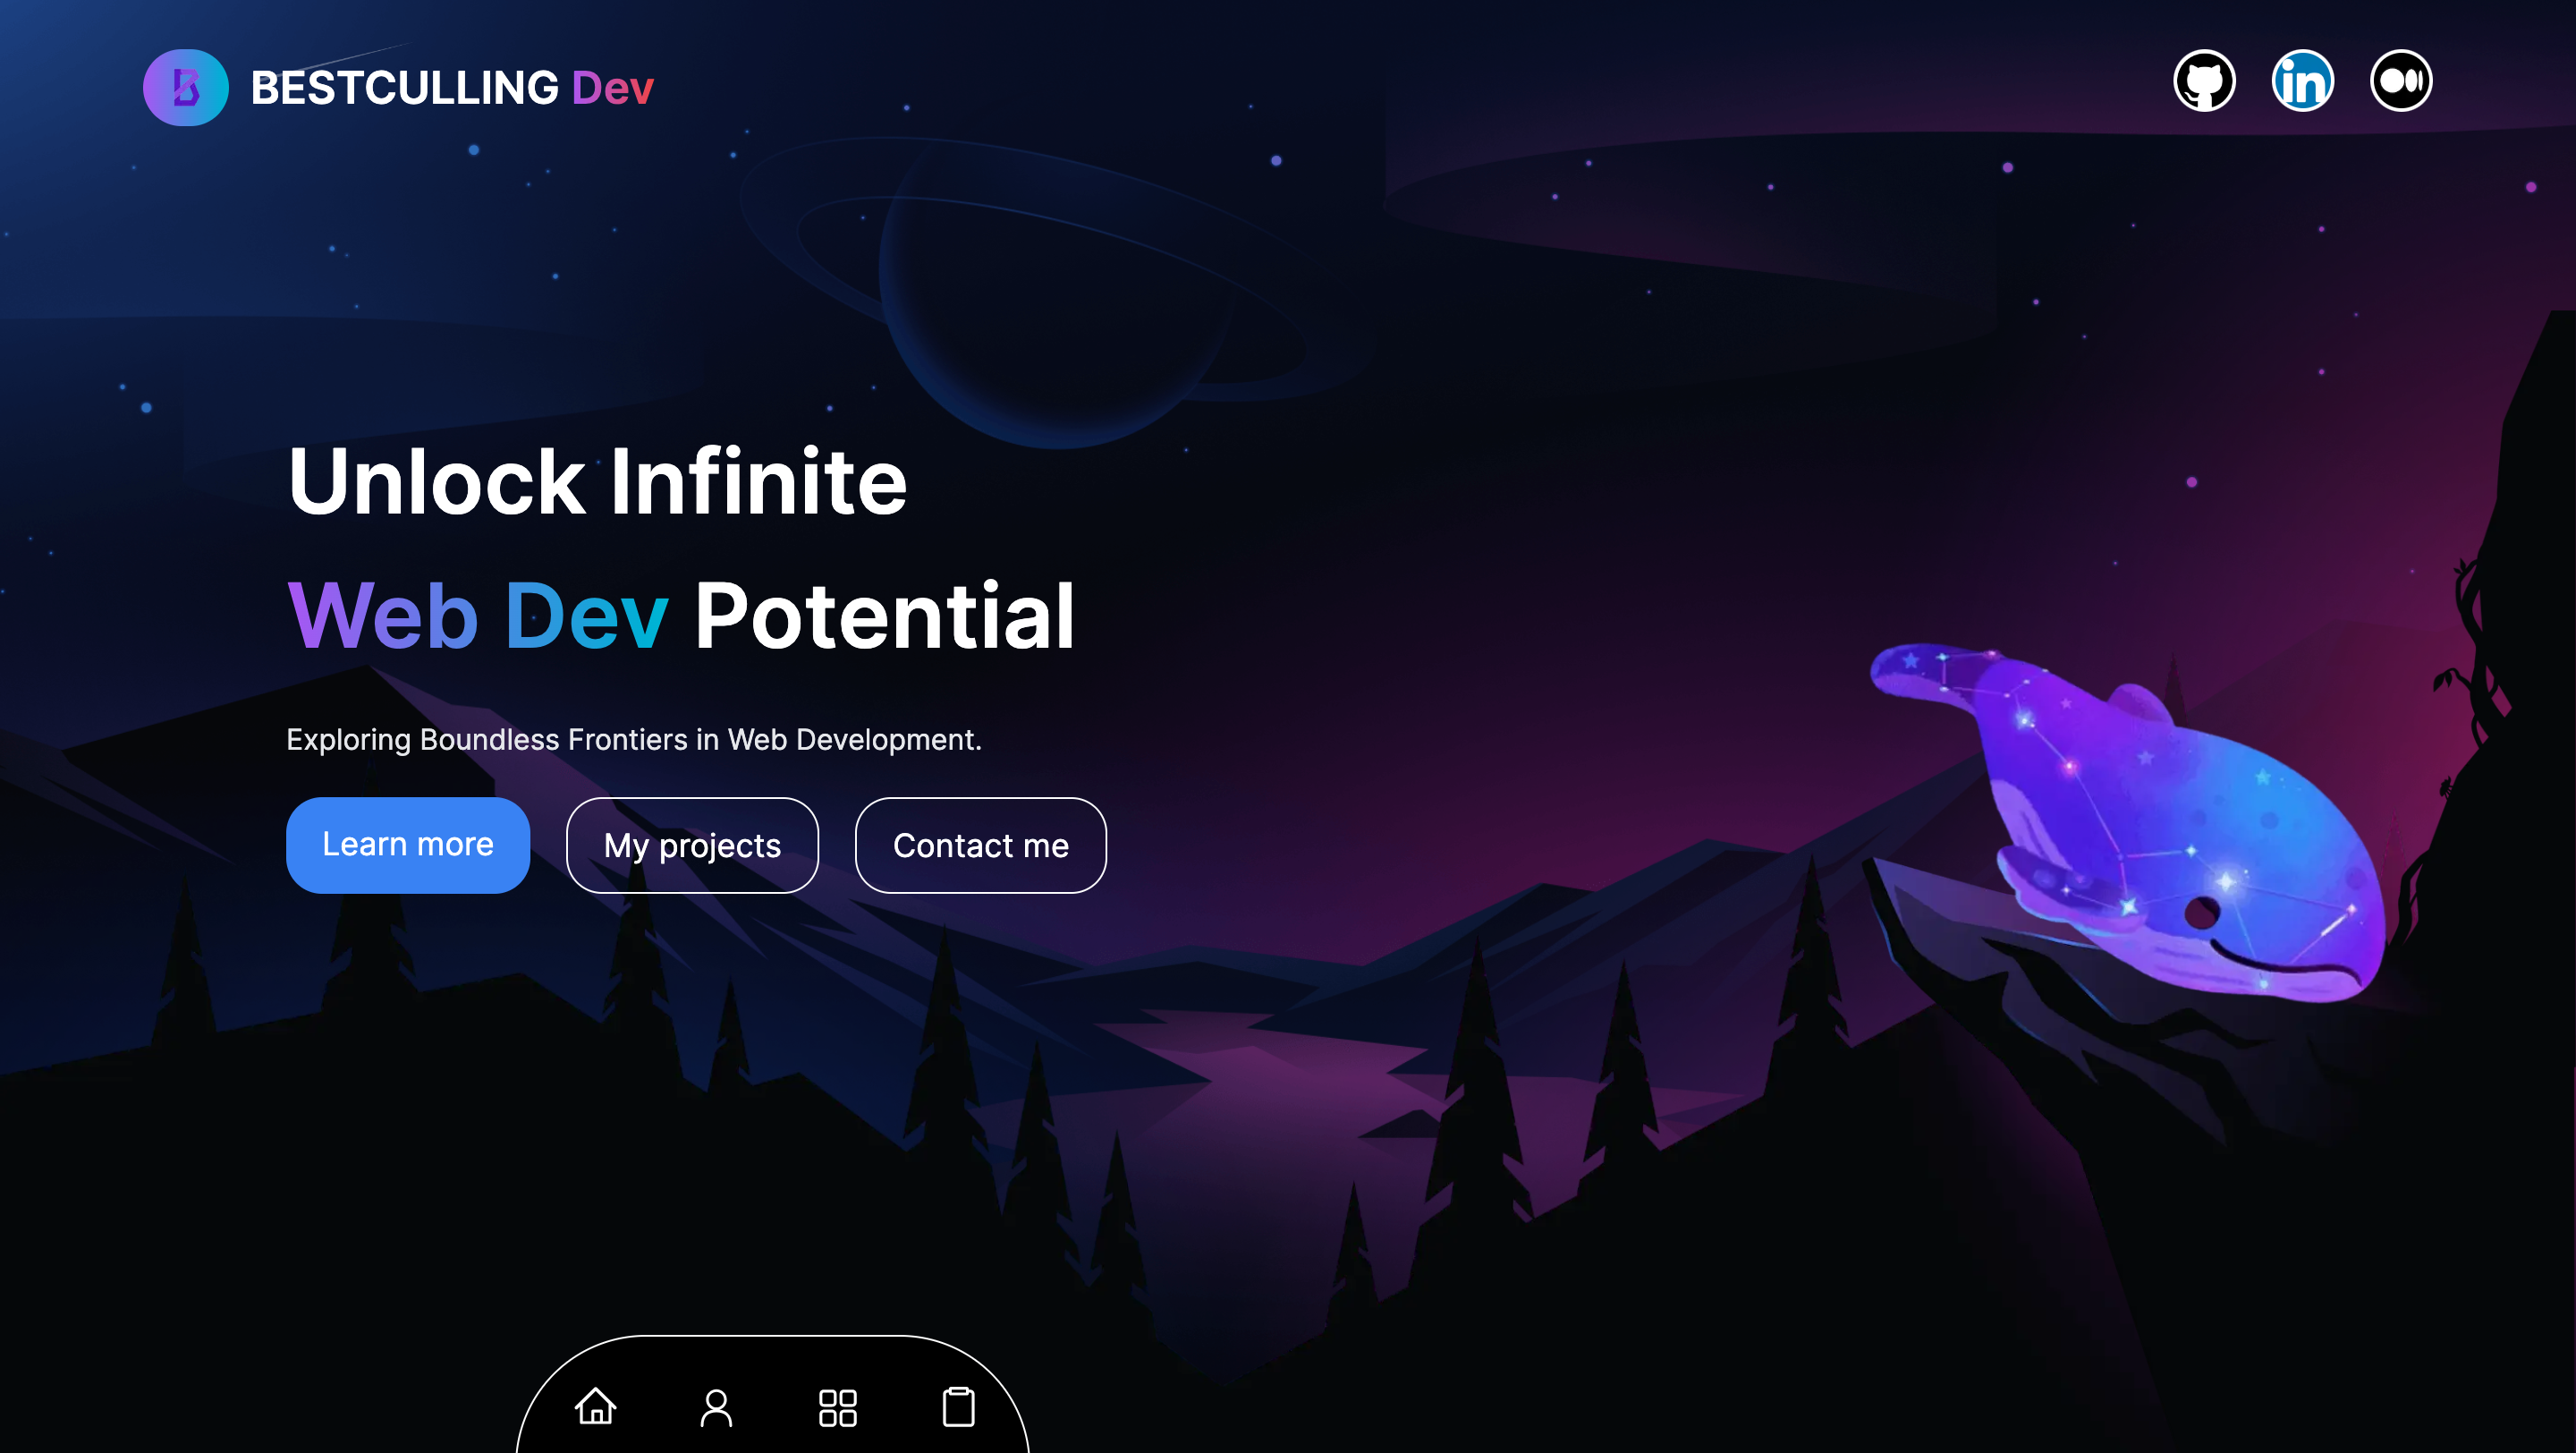 BESTCULLING Dev
Unlock Infinite
Web Dev Potential
Exploring Boundless Frontiers in Web Development.
Learn more
My projects
Contact me